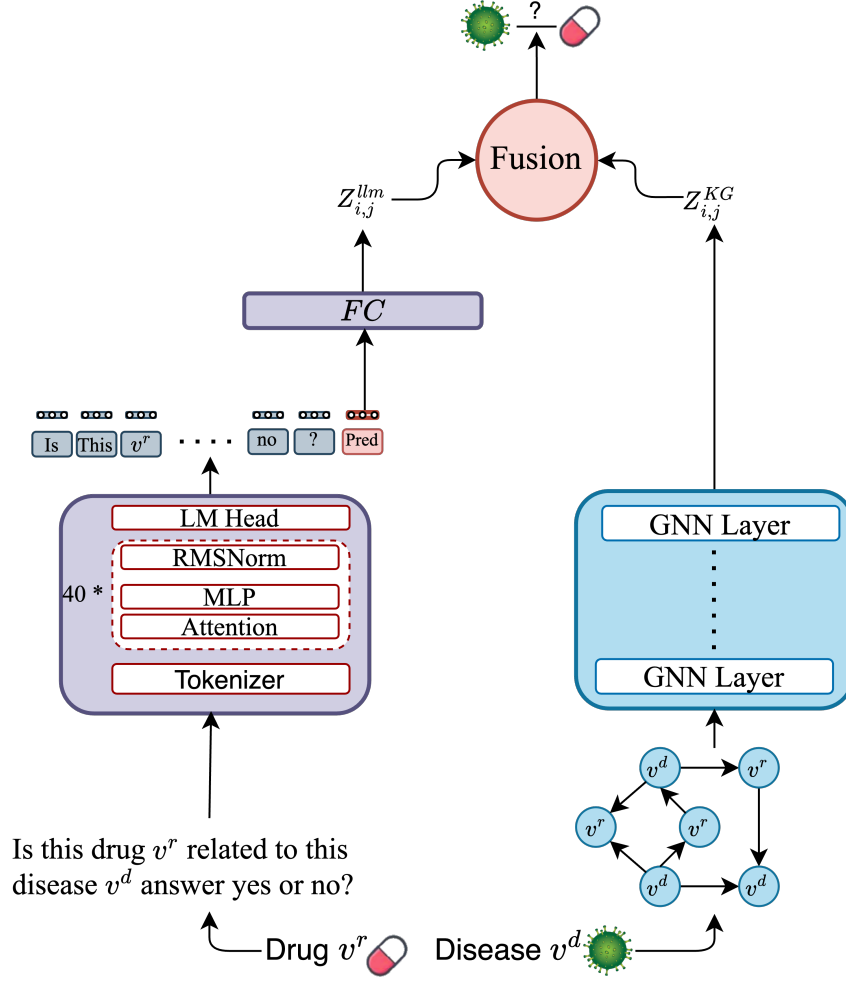 ?
Fusion
Z_{i,j}^{llm}
Z_{i,j}^{KG}
FC
Is This v^r . . . . no ? Pred
LM Head
RMSNorm
40 *
MLP
Attention
Tokenizer
GNN Layer
GNN Layer
v^d v^r
v^r v^r
v^d v^d
Is this drug v^r related to this
disease v^d answer yes or no?
Drug v^r
Disease v^d